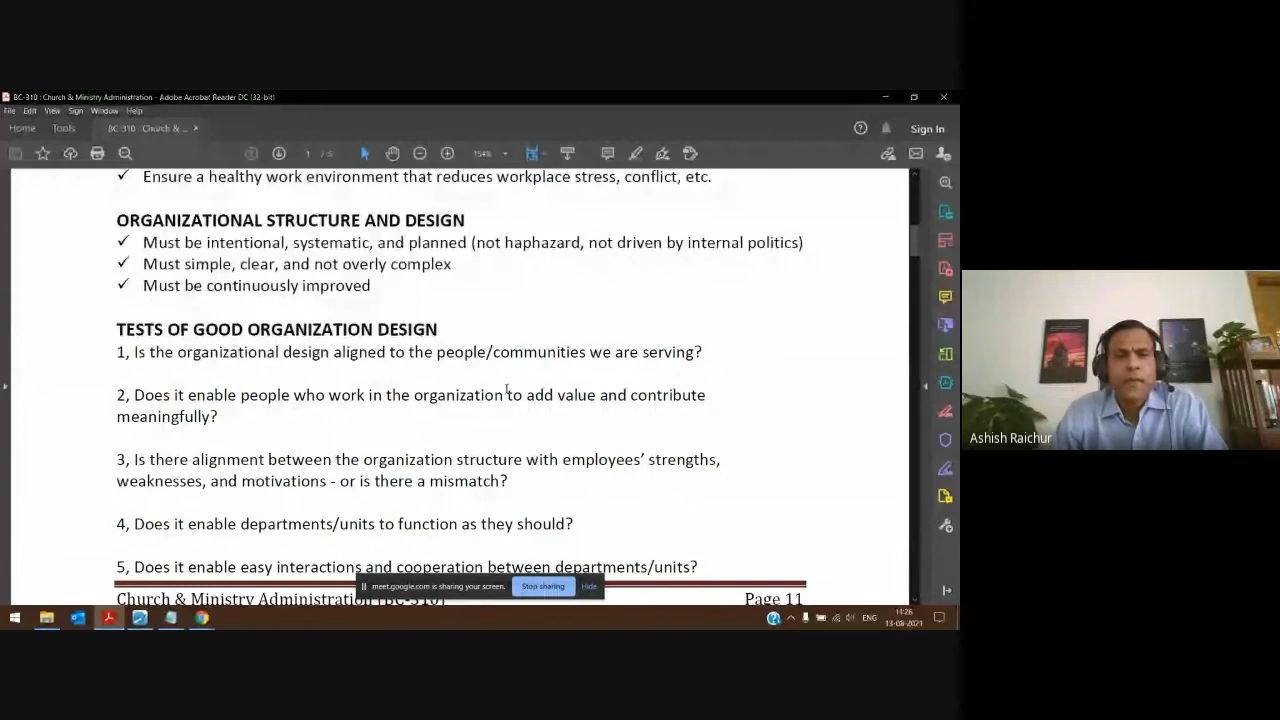 BC-310 : Church & Ministry Administration - Adobe Acrobat Reader DC (32-bit)
File Edit View Sign Window Help
Home Tools BC-310 : Church & ... × Sign In
1 / 5 154%
✓ Ensure a healthy work environment that reduces workplace stress, conflict, etc.
ORGANIZATIONAL STRUCTURE AND DESIGN
✓ Must be intentional, systematic, and planned (not haphazard, not driven by internal politics)
✓ Must simple, clear, and not overly complex
✓ Must be continuously improved
TESTS OF GOOD ORGANIZATION DESIGN
1, Is the organizational design aligned to the people/communities we are serving?
2, Does it enable people who work in the organization to add value and contribute
meaningfully?
3, Is there alignment between the organization structure with employees’ strengths,
weaknesses, and motivations - or is there a mismatch?
4, Does it enable departments/units to function as they should?
5, Does it enable easy interactions and cooperation between departments/units?
meet.google.com is sharing your screen. Stop sharing Hide
Church & Ministry Administration (BC-310) Page 11
ENG 11:26
13-08-2021
Ashish Raichur